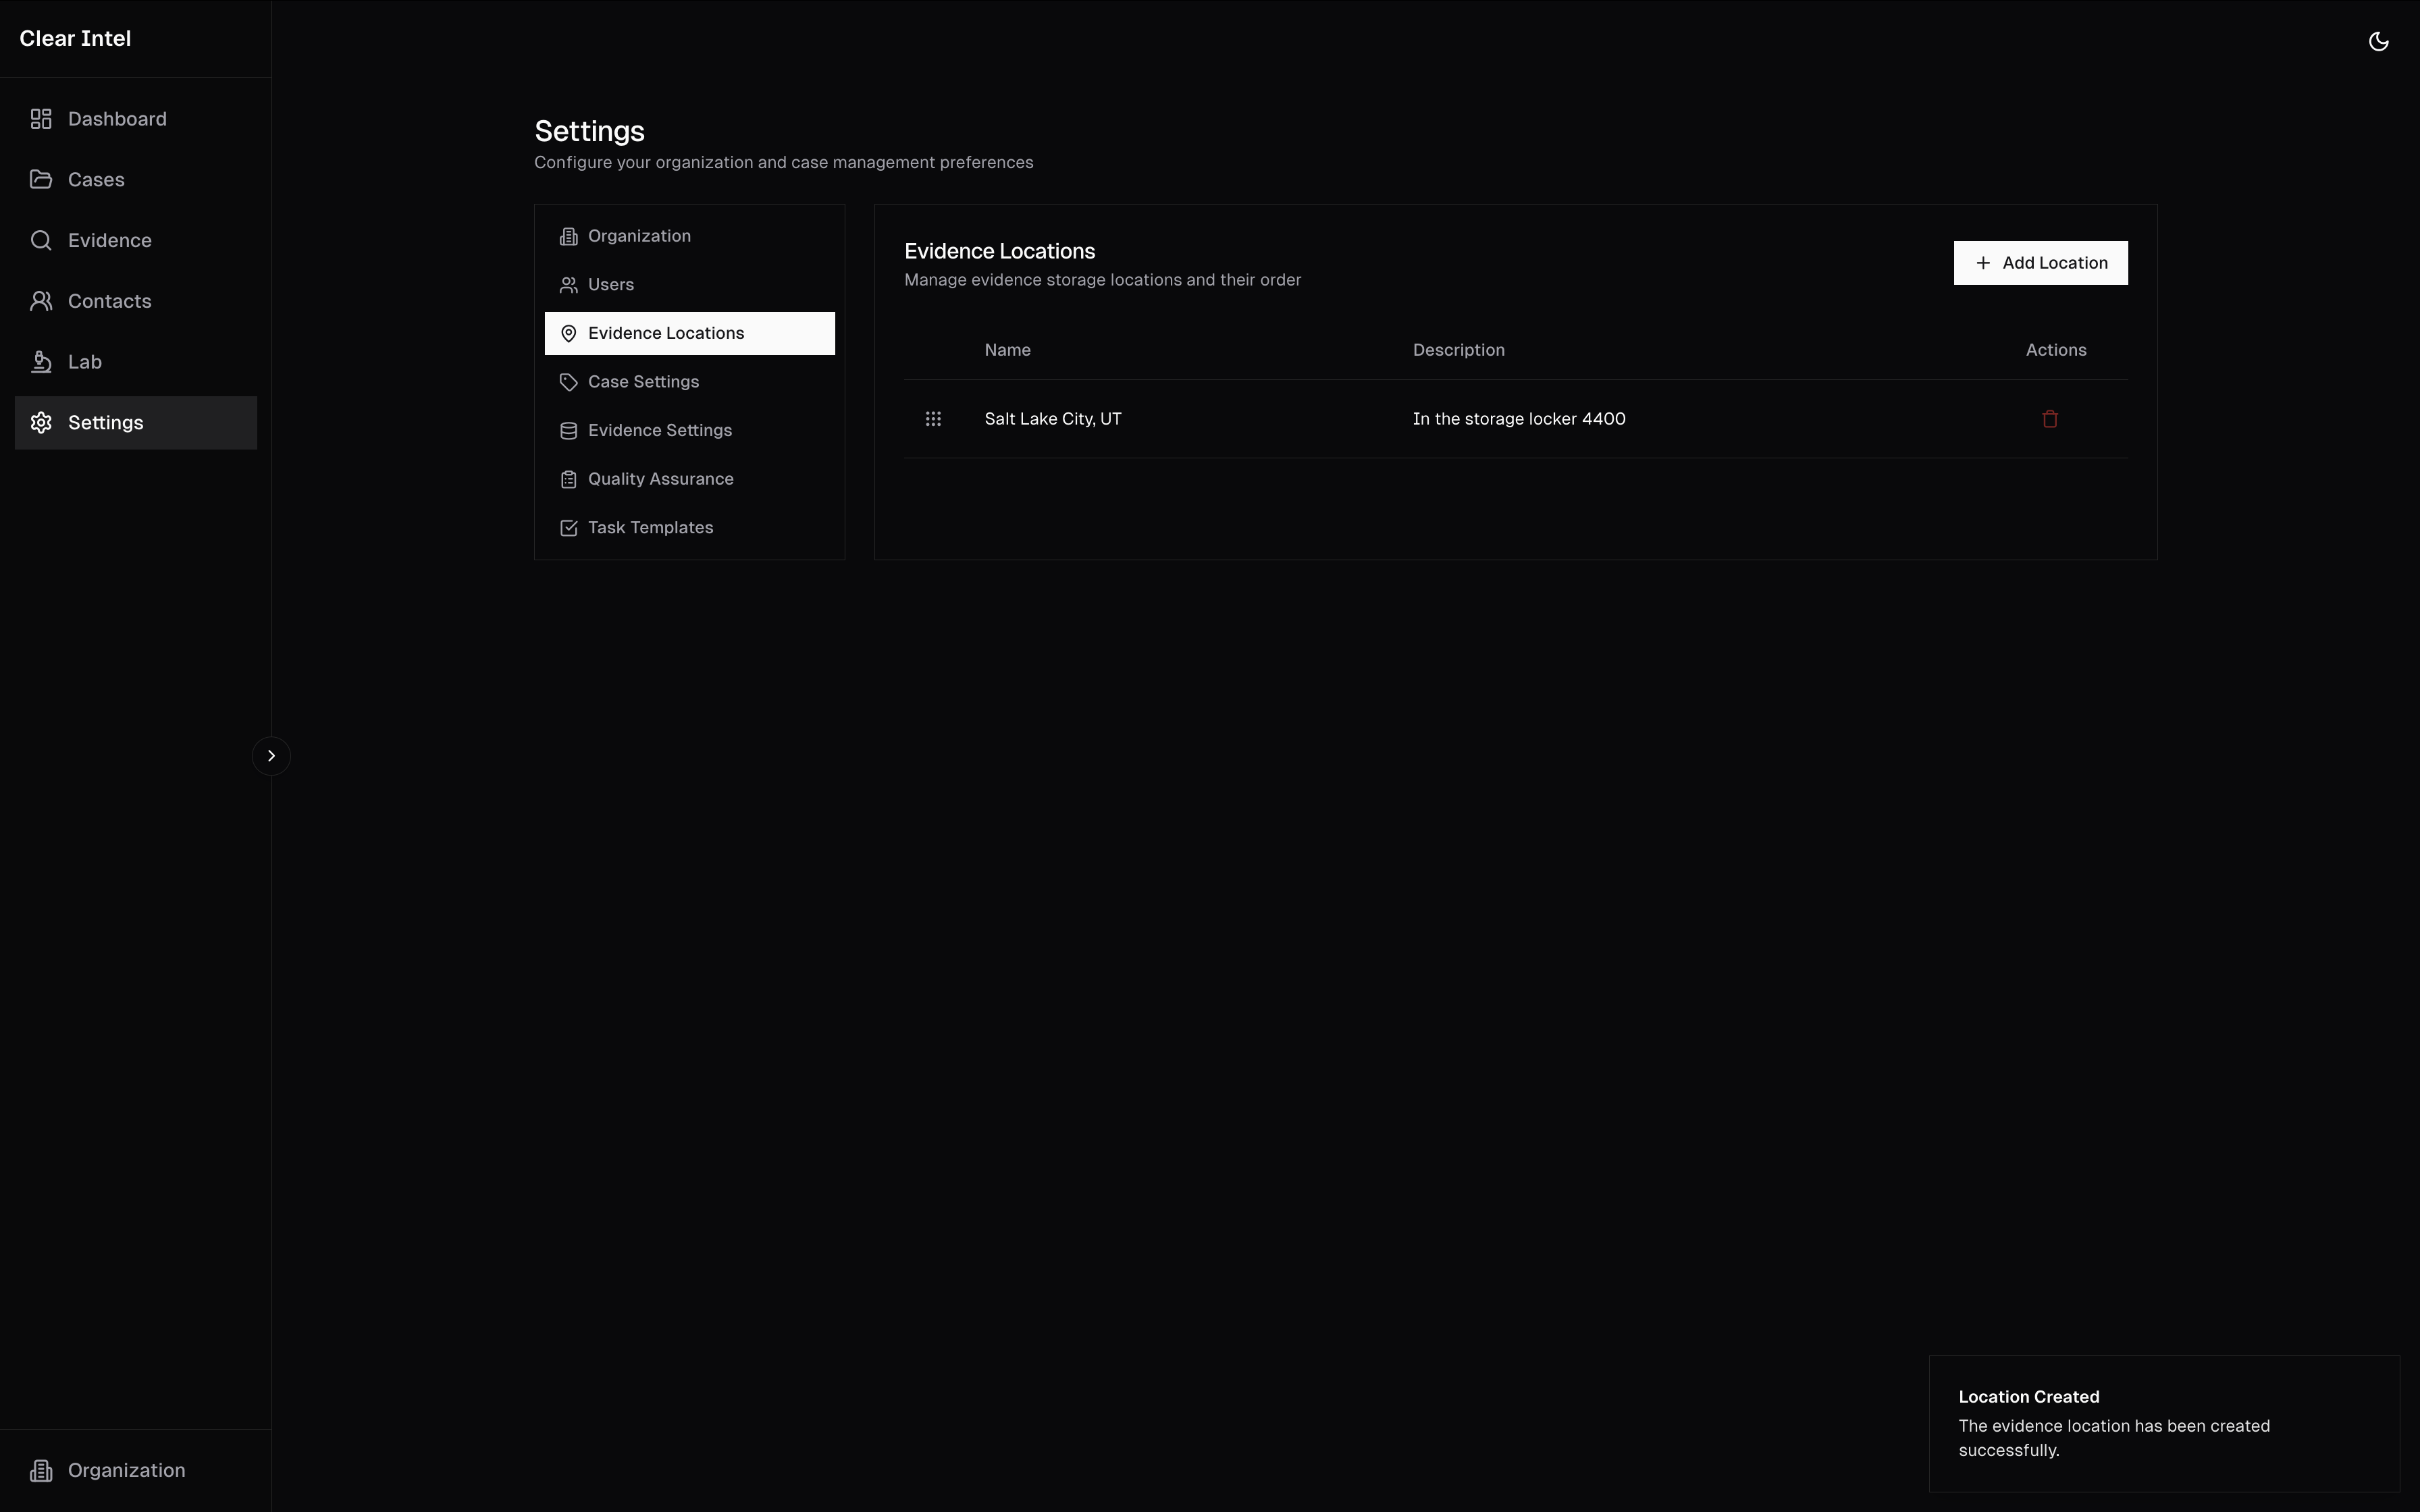 Clear Intel
Dashboard
Cases
Evidence
Contacts
Lab
Settings
Organization
Settings
Configure your organization and case management preferences
Organization
Users
Evidence Locations
Case Settings
Evidence Settings
Quality Assurance
Task Templates
Evidence Locations
Manage evidence storage locations and their order
Add Location
Name Description Actions
Salt Lake City, UT In the storage locker 4400
Location Created
The evidence location has been created
successfully.